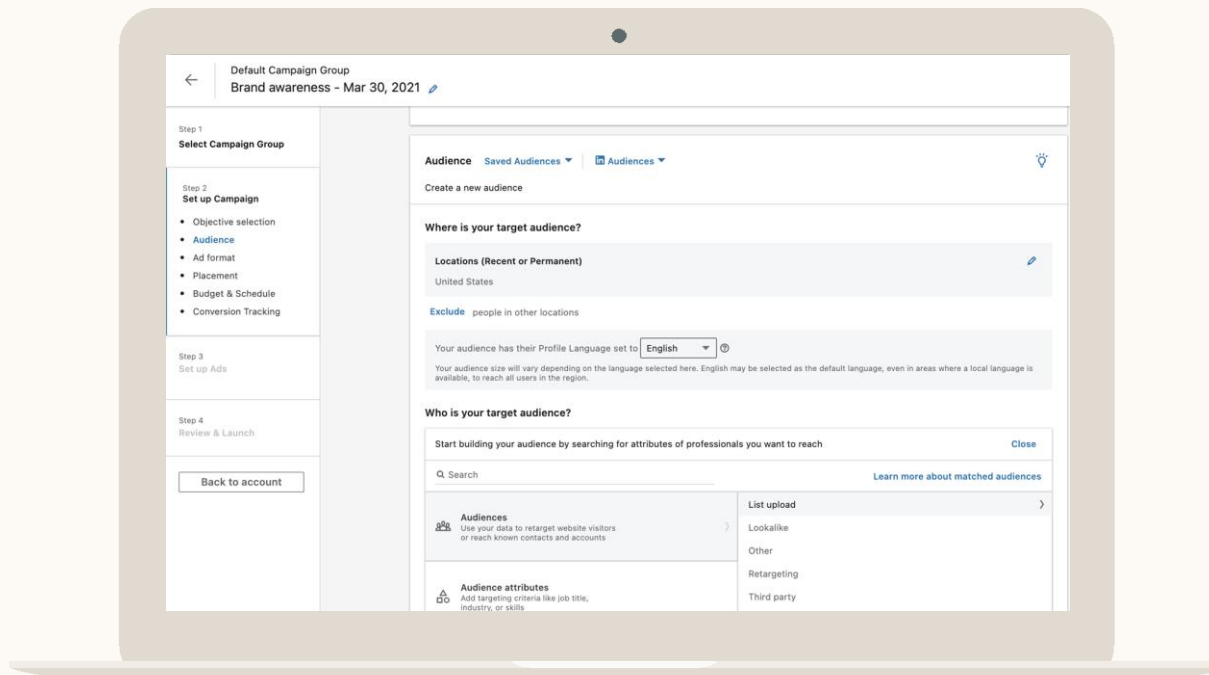 Default Campaign Group
Brand awareness - Mar 30, 2021
Step 1
Select Campaign Group
Step 2
Set up Campaign
• Objective selection
• Audience
• Ad format
• Placement
• Budget & Schedule
• Conversion Tracking
Step 3
Set up Ads
Step 4
Review & Launch
Back to account
Audience Saved Audiences in Audiences
Create a new audience
Where is your target audience?
Locations (Recent or Permanent)
United States
Exclude people in other locations
Your audience has their Profile Language set to English ?
Your audience size will vary depending on the language selected here. English may be selected as the default language, even in areas where a local language is
available, to reach all users in the region.
Who is your target audience?
Start building your audience by searching for attributes of professionals you want to reach Close
Search Learn more about matched audiences
Audiences
Use your data to retarget website visitors
or reach known contacts and accounts
Audience attributes
Add targeting criteria like job title,
industry, or skills
List upload
Lookalike
Other
Retargeting
Third party